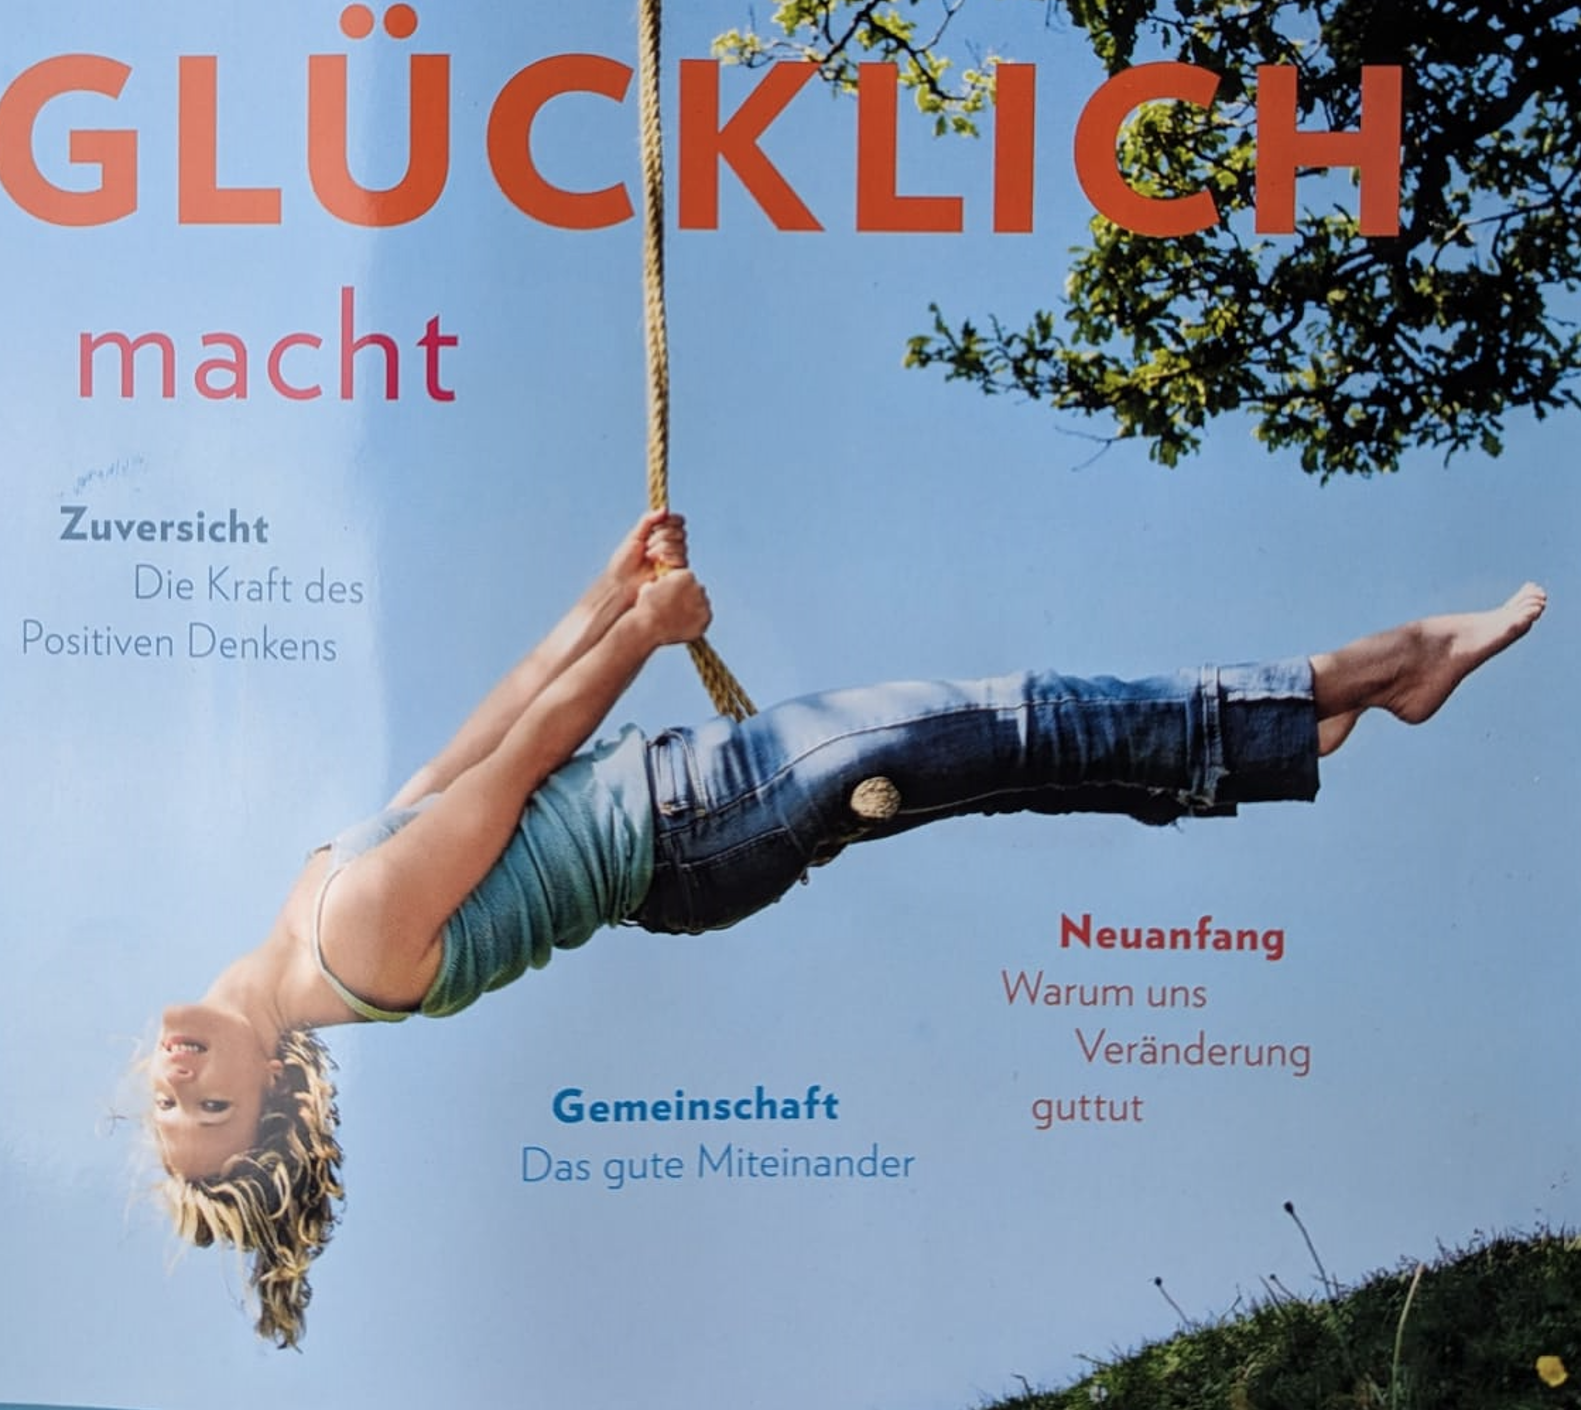 GLÜCKLICH
macht
Zuversicht
Die Kraft des
Positiven Denkens
Neuanfang
Warum uns
Veränderung
guttut
Gemeinschaft
Das gute Miteinander